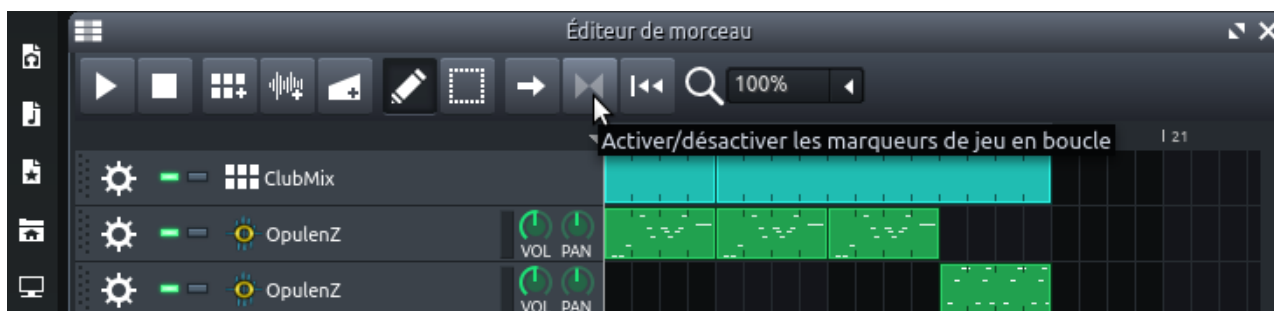 Éditeur de morceau
100%
Activer/désactiver les marqueurs de jeu en boucle
21
ClubMix
OpulenZ
VOL PAN
OpulenZ
VOL PAN